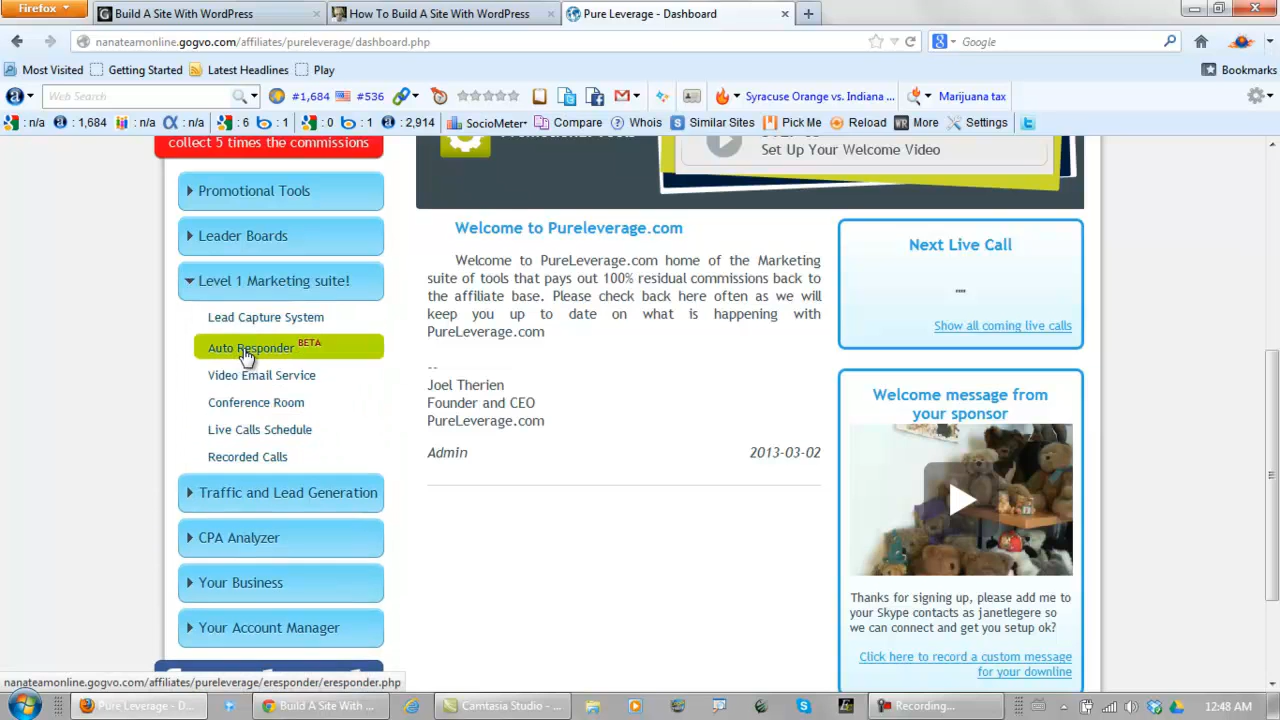 Firefox
Build A Site With WordPress
How To Build A Site With WordPress
Pure Leverage - Dashboard
nanateamonline.gogvo.com/affiliates/pureleverage/dashboard.php
Google
Most Visited
Getting Started
Latest Headlines
Play
Bookmarks
Web Search
#1,684
#536
Syracuse Orange vs. Indiana ...
Marijuana tax
: n/a
: 1,684
: n/a
: n/a
: 6
: 1
: 0
: 1
: 2,914
SocioMeter
Compare
Whois
Similar Sites
Pick Me
Reload
More
Settings
collect 5 times the commissions
Set Up Your Welcome Video
Promotional Tools
Leader Boards
Level 1 Marketing suite!
Lead Capture System
Auto Responder BETA
Video Email Service
Conference Room
Live Calls Schedule
Recorded Calls
Traffic and Lead Generation
CPA Analyzer
Your Business
Your Account Manager
Welcome to Pureleverage.com
Welcome to PureLeverage.com home of the Marketing
suite of tools that pays out 100% residual commissions back to
the affiliate base. Please check back here often as we will
keep you up to date on what is happening with
PureLeverage.com
--
Joel Therien
Founder and CEO
PureLeverage.com
Admin
2013-03-02
Next Live Call
""
Show all coming live calls
Welcome message from
your sponsor
Thanks for signing up, please add me to
your Skype contacts as janetlegere so
we can connect and get you setup ok?
Click here to record a custom message
for your downline
nanateamonline.gogvo.com/affiliates/pureleverage/eresponder/responder.php
Pure Leverage - D...
Build A Site With ...
Camtasia Studio - ...
Recording...
12:48 AM